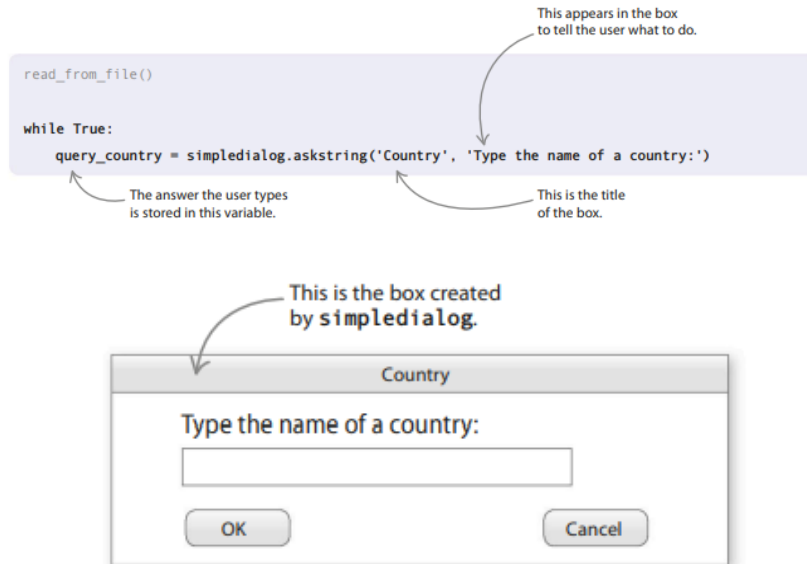 This appears in the box
to tell the user what to do.
read_from_file()
while True:
    query_country = simpledialog.askstring('Country', 'Type the name of a country:')
The answer the user types
is stored in this variable.
This is the title
of the box.
This is the box created
by simpledialog.
Country
Type the name of a country:
OK
Cancel